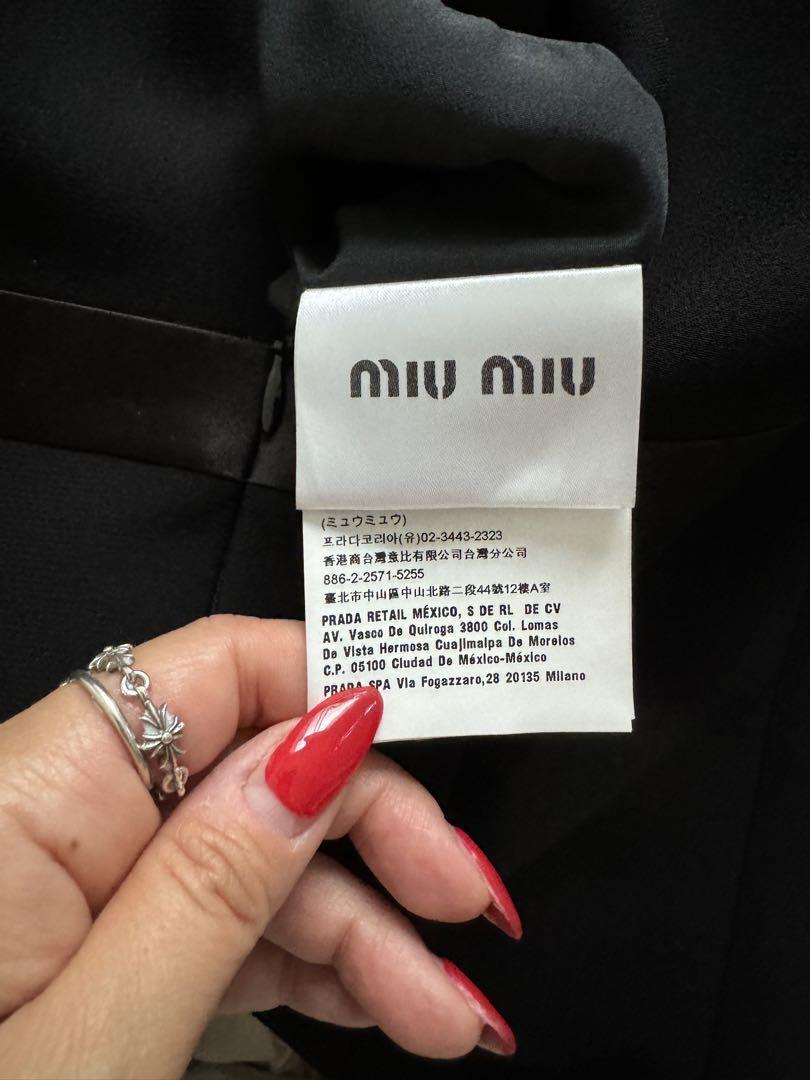 miu miu
(ミュウミュウ)
프라다코리아(유)02-3443-2323
香港商台灣意比有限公司台灣分公司
886-2-2571-5255
臺北市中山區中山北路二段44號12樓A室
PRADA RETAIL MÉXICO, S DE RL DE CV
AV. Vasco De Quiroga 3800 Col. Lomas
De Vista Hermosa Cuajimalpa De Morelos
C.P. 05100 Ciudad De México-México
PRADA SPA Via Fogazzaro,28 20135 Milano